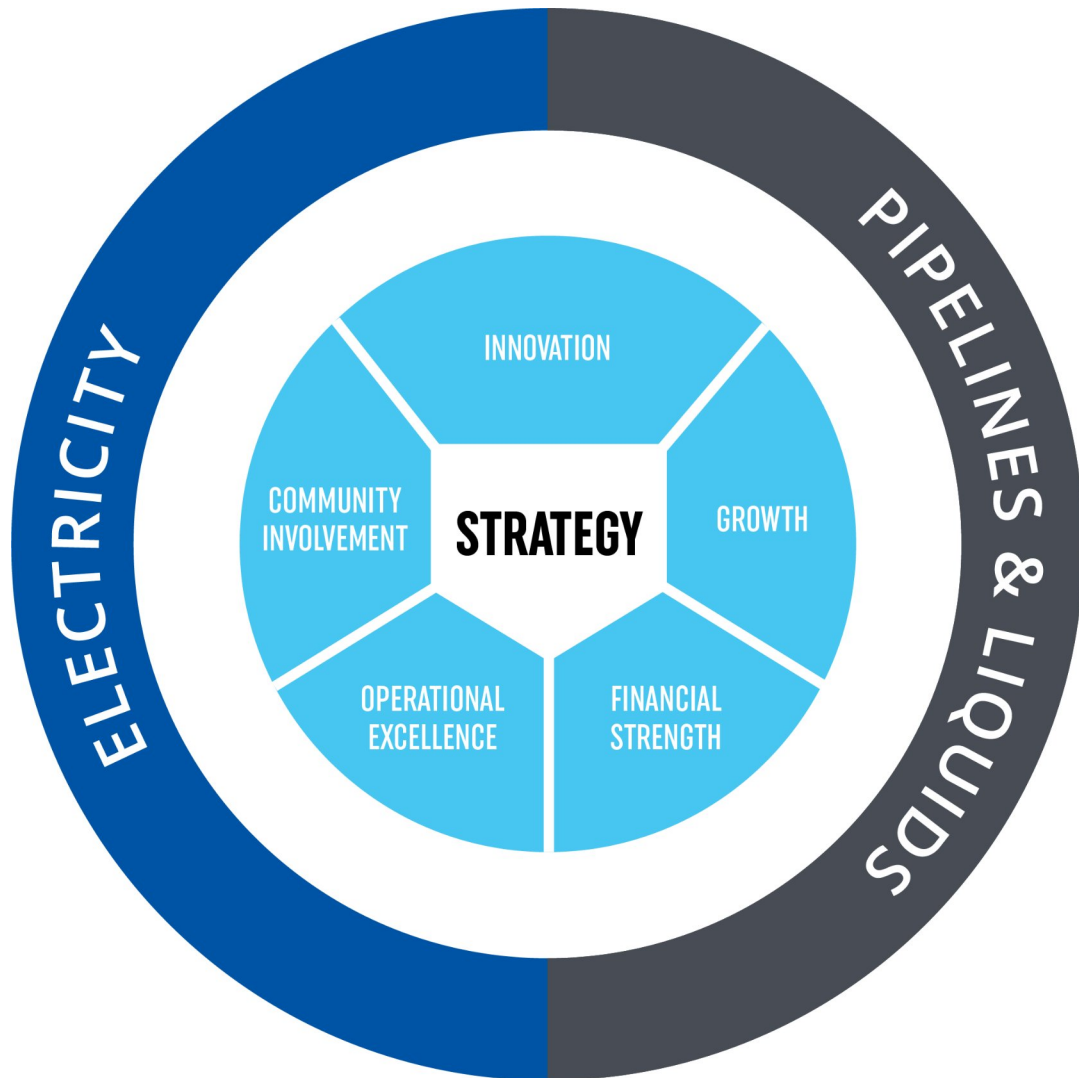 ELECTRICITY
PIPELINES & LIQUIDS
INNOVATION
COMMUNITY
INVOLVEMENT
STRATEGY
GROWTH
OPERATIONAL
EXCELLENCE
FINANCIAL
STRENGTH